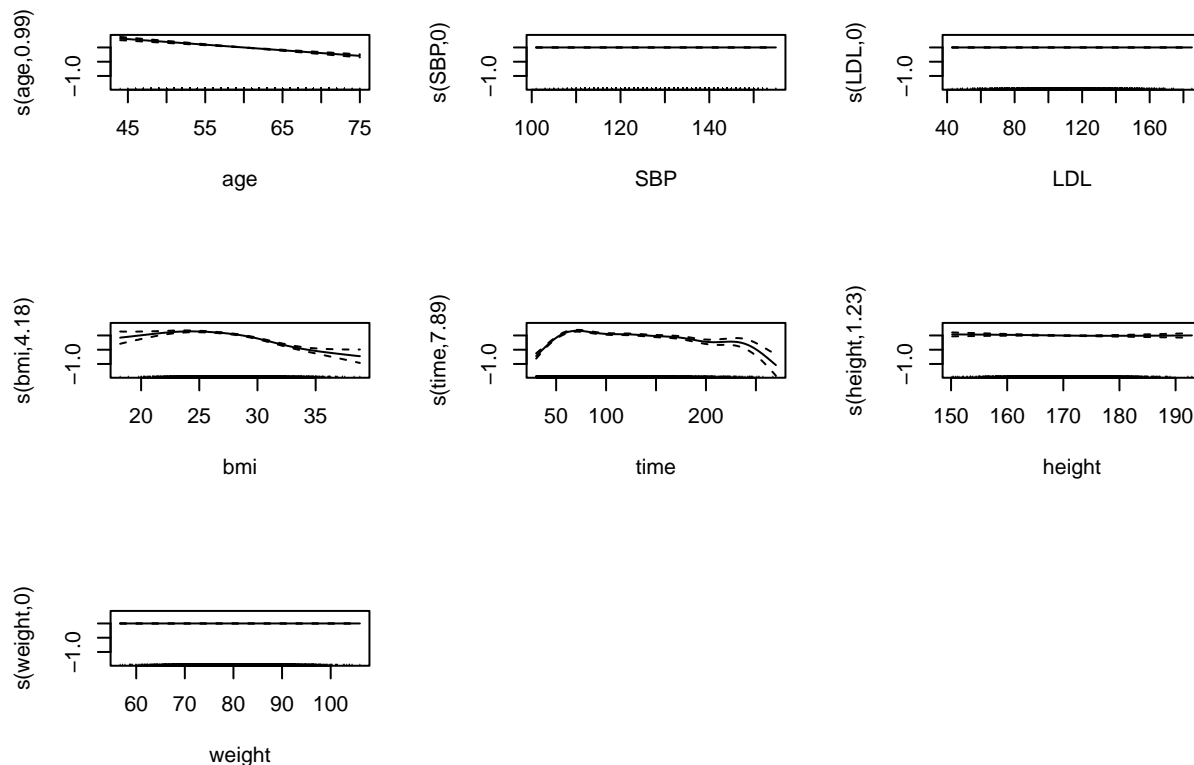 s(age,0.99)
−1.0
45 55 65 75
age
s(SBP,0)
−1.0
100 120 140
SBP
s(LDL,0)
−1.0
40 80 120 160
LDL
s(bmi,4.18)
−1.0
20 25 30 35
bmi
s(time,7.89)
−1.0
50 100 200
time
s(height,1.23)
−1.0
150 160 170 180 190
height
s(weight,0)
−1.0
60 70 80 90 100
weight